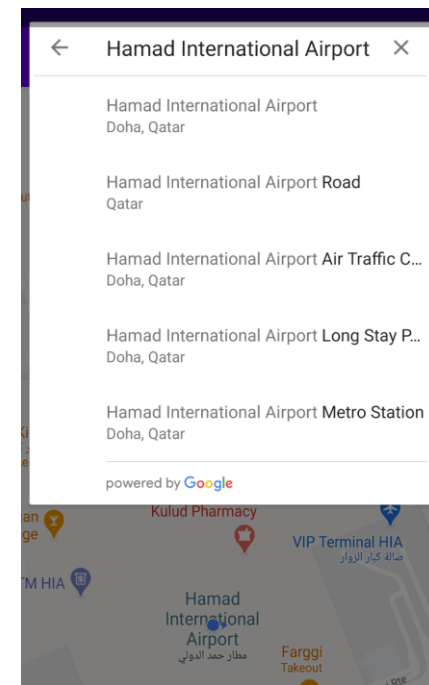 Hamad International Airport
Hamad International Airport
Doha, Qatar
Hamad International Airport Road
Qatar
Hamad International Airport Air Traffic C...
Doha, Qatar
Hamad International Airport Long Stay P...
Doha, Qatar
Hamad International Airport Metro Station
Doha, Qatar
powered by Google
Kulud Pharmacy
VIP Terminal HIA
صالة كبار الزوار
TM HIA
Hamad
International
Airport
مطار حمد الدولي
Farggi
Takeout
Rte